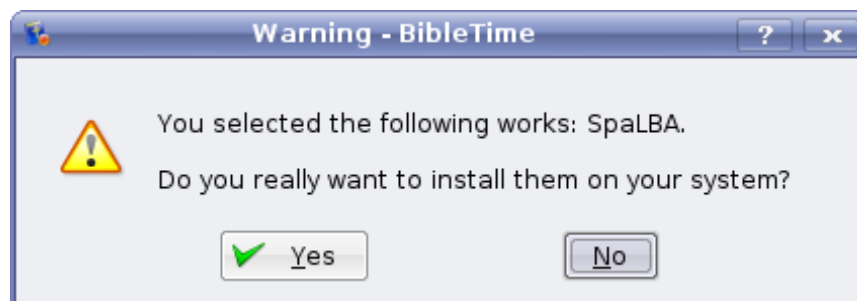 Warning - BibleTime
You selected the following works: SpaLBA.
Do you really want to install them on your system?
Yes
No